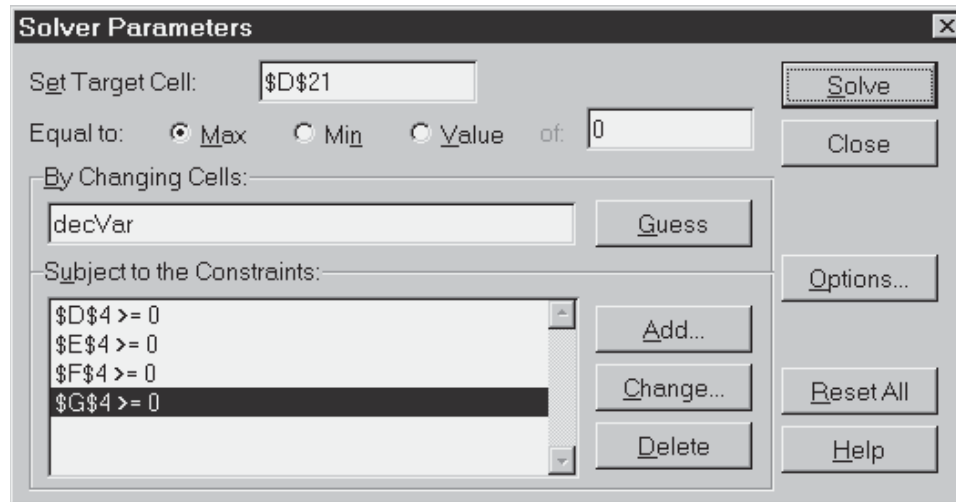 Solver Parameters
Set Target Cell: $D$21 Solve
Equal to: Max Min Value of: 0 Close
By Changing Cells:
decVar Guess
Subject to the Constraints: Options...
$D$4 >= 0 Add...
$E$4 >= 0
$F$4 >= 0 Change... Reset All
$G$4 >= 0
Delete Help